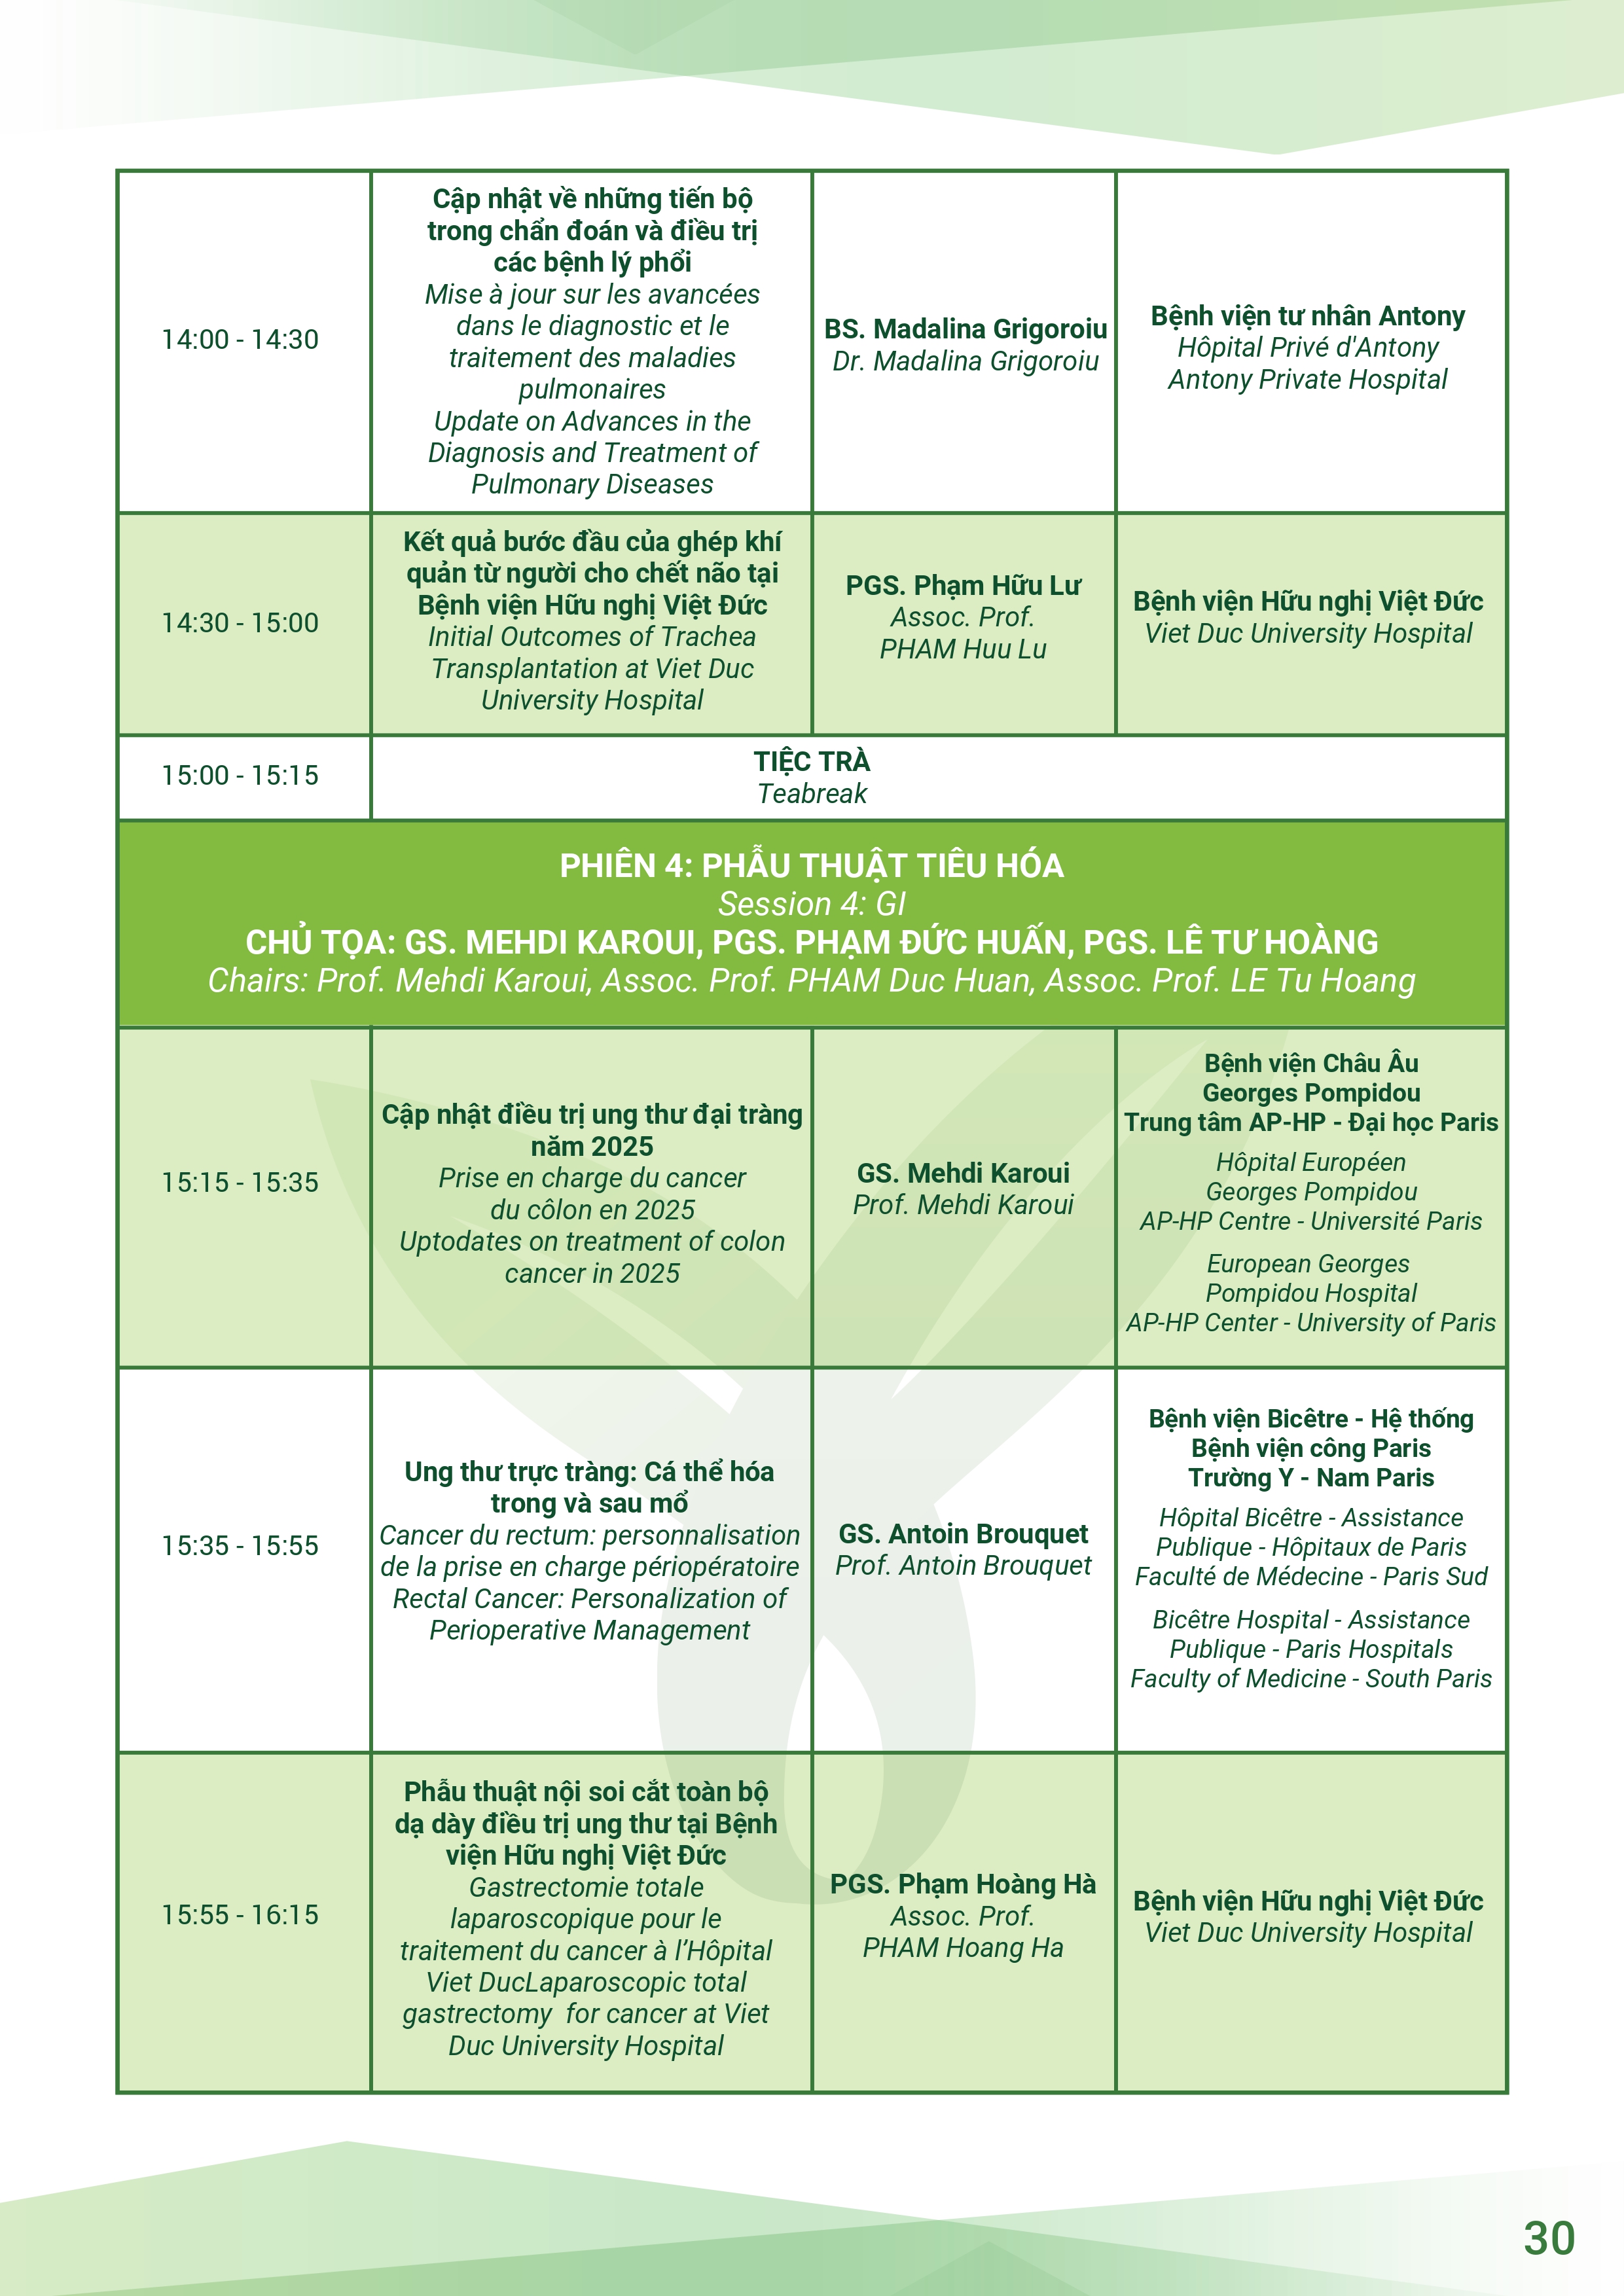 14:00 - 14:30
Cập nhật về những tiến bộ
trong chẩn đoán và điều trị
các bệnh lý phổi
Mise à jour sur les avancées
dans le diagnostic et le
traitement des maladies
pulmonaires
Update on Advances in the
Diagnosis and Treatment of
Pulmonary Diseases
BS. Madalina Grigoroiu
Dr. Madalina Grigoroiu
Bệnh viện tư nhân Antony
Hôpital Privé d'Antony
Antony Private Hospital
14:30 - 15:00
Kết quả bước đầu của ghép khí
quản từ người cho chết não tại
Bệnh viện Hữu nghị Việt Đức
Initial Outcomes of Trachea
Transplantation at Viet Duc
University Hospital
PGS. Phạm Hữu Lư
Assoc. Prof.
PHAM Huu Lu
Bệnh viện Hữu nghị Việt Đức
Viet Duc University Hospital
15:00 - 15:15
TIỆC TRÀ
Teabreak
PHIÊN 4: PHẪU THUẬT TIÊU HÓA
Session 4: GI
CHỦ TỌA: GS. MEHDI KAROUI, PGS. PHẠM ĐỨC HUẤN, PGS. LÊ TƯ HOÀNG
Chairs: Prof. Mehdi Karoui, Assoc. Prof. PHAM Duc Huan, Assoc. Prof. LE Tu Hoang
15:15 - 15:35
Cập nhật điều trị ung thư đại tràng
năm 2025
Prise en charge du cancer
du côlon en 2025
Uptodates on treatment of colon
cancer in 2025
GS. Mehdi Karoui
Prof. Mehdi Karoui
Bệnh viện Châu Âu
Georges Pompidou
Trung tâm AP-HP - Đại học Paris
Hôpital Européen
Georges Pompidou
AP-HP Centre - Université Paris
European Georges
Pompidou Hospital
AP-HP Center - University of Paris
15:35 - 15:55
Ung thư trực tràng: Cá thể hóa
trong và sau mổ
Cancer du rectum: personnalisation
de la prise en charge périopératoire
Rectal Cancer: Personalization of
Perioperative Management
GS. Antoin Brouquet
Prof. Antoin Brouquet
Bệnh viện Bicêtre - Hệ thống
Bệnh viện công Paris
Trường Y - Nam Paris
Hôpital Bicêtre - Assistance
Publique - Hôpitaux de Paris
Faculté de Médecine - Paris Sud
Bicêtre Hospital - Assistance
Publique - Paris Hospitals
Faculty of Medicine - South Paris
15:55 - 16:15
Phẫu thuật nội soi cắt toàn bộ
dạ dày điều trị ung thư tại Bệnh
viện Hữu nghị Việt Đức
Gastrectomie totale
laparoscopique pour le
traitement du cancer à l’Hôpital
Viet DucLaparoscopic total
gastrectomy  for cancer at Viet
Duc University Hospital
PGS. Phạm Hoàng Hà
Assoc. Prof.
PHAM Hoang Ha
Bệnh viện Hữu nghị Việt Đức
Viet Duc University Hospital
30